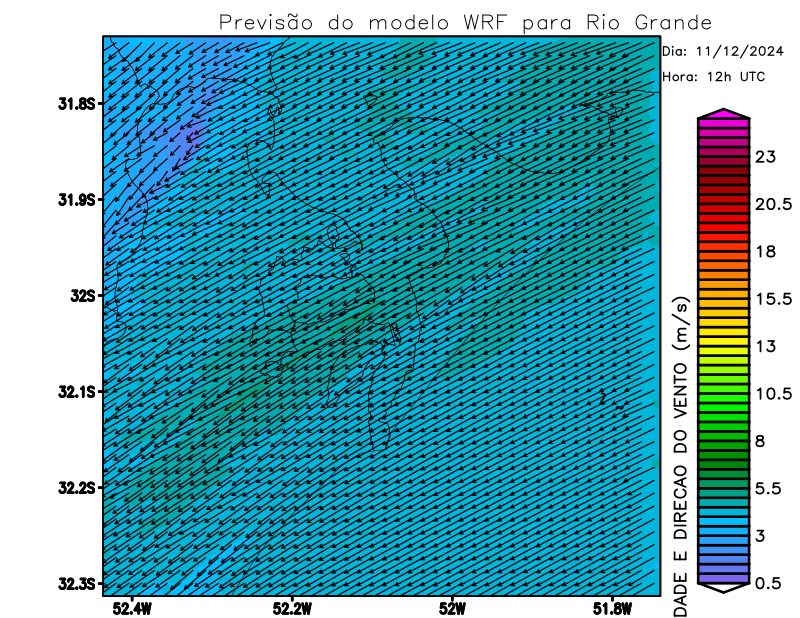 Previsão do modelo WRF para Rio Grande
Dia: 11/12/2024
Hora: 12h UTC
31.8S
31.9S
32S
32.1S
32.2S
32.3S
52.4W
52.2W
52W
51.8W
23
20.5
18
15.5
13
10.5
8
5.5
3
0.5
DADE E DIRECAO DO VENTO (m/s)